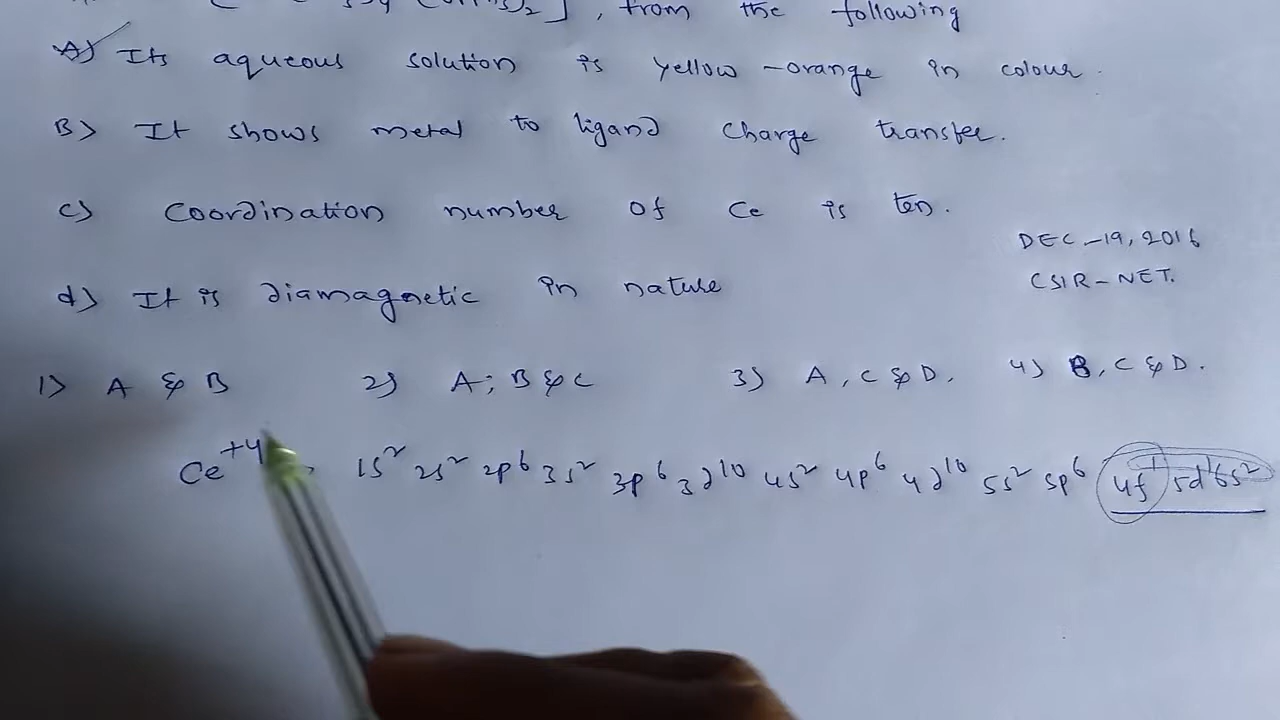 , from the following
A) Its aqueous solution is yellow-orange in colour.
B) It shows metal to ligand charge transfer.
c) Coordination number of Ce is ten.
DEC-19, 2016
CSIR-NET.
d) It is diamagnetic in nature
1) A & B 2) A; B & C 3) A, C & D. 4) B, C & D.
Ce+4 1s2 2s2 2p6 3s2 3p6 3d10 4s2 4p6 4d10 5s2 5p6 4f1 5d1 6s2